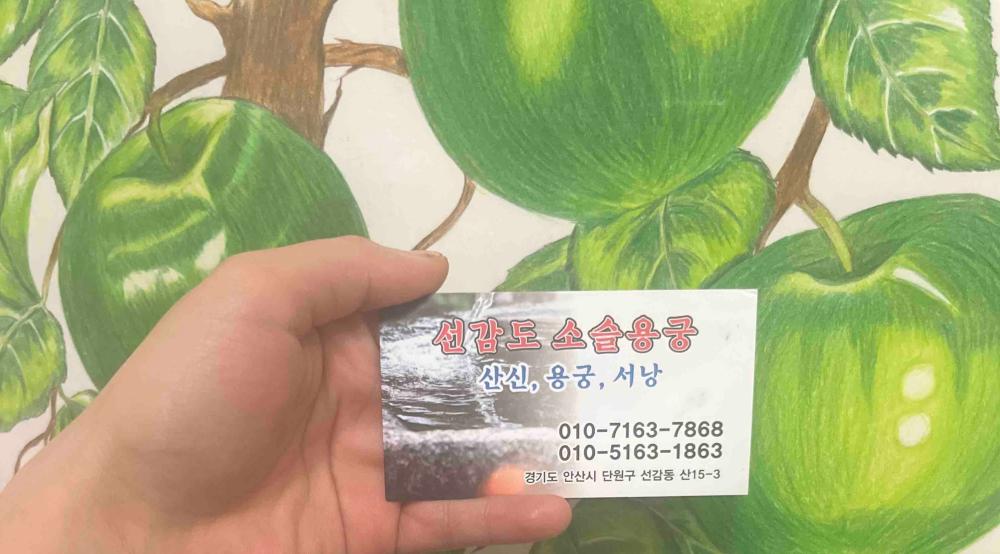 선감도 소슬용궁
산신, 용궁, 서낭
010-7163-7868
010-5163-1863
경기도 안산시 단원구 선감동 산15-3